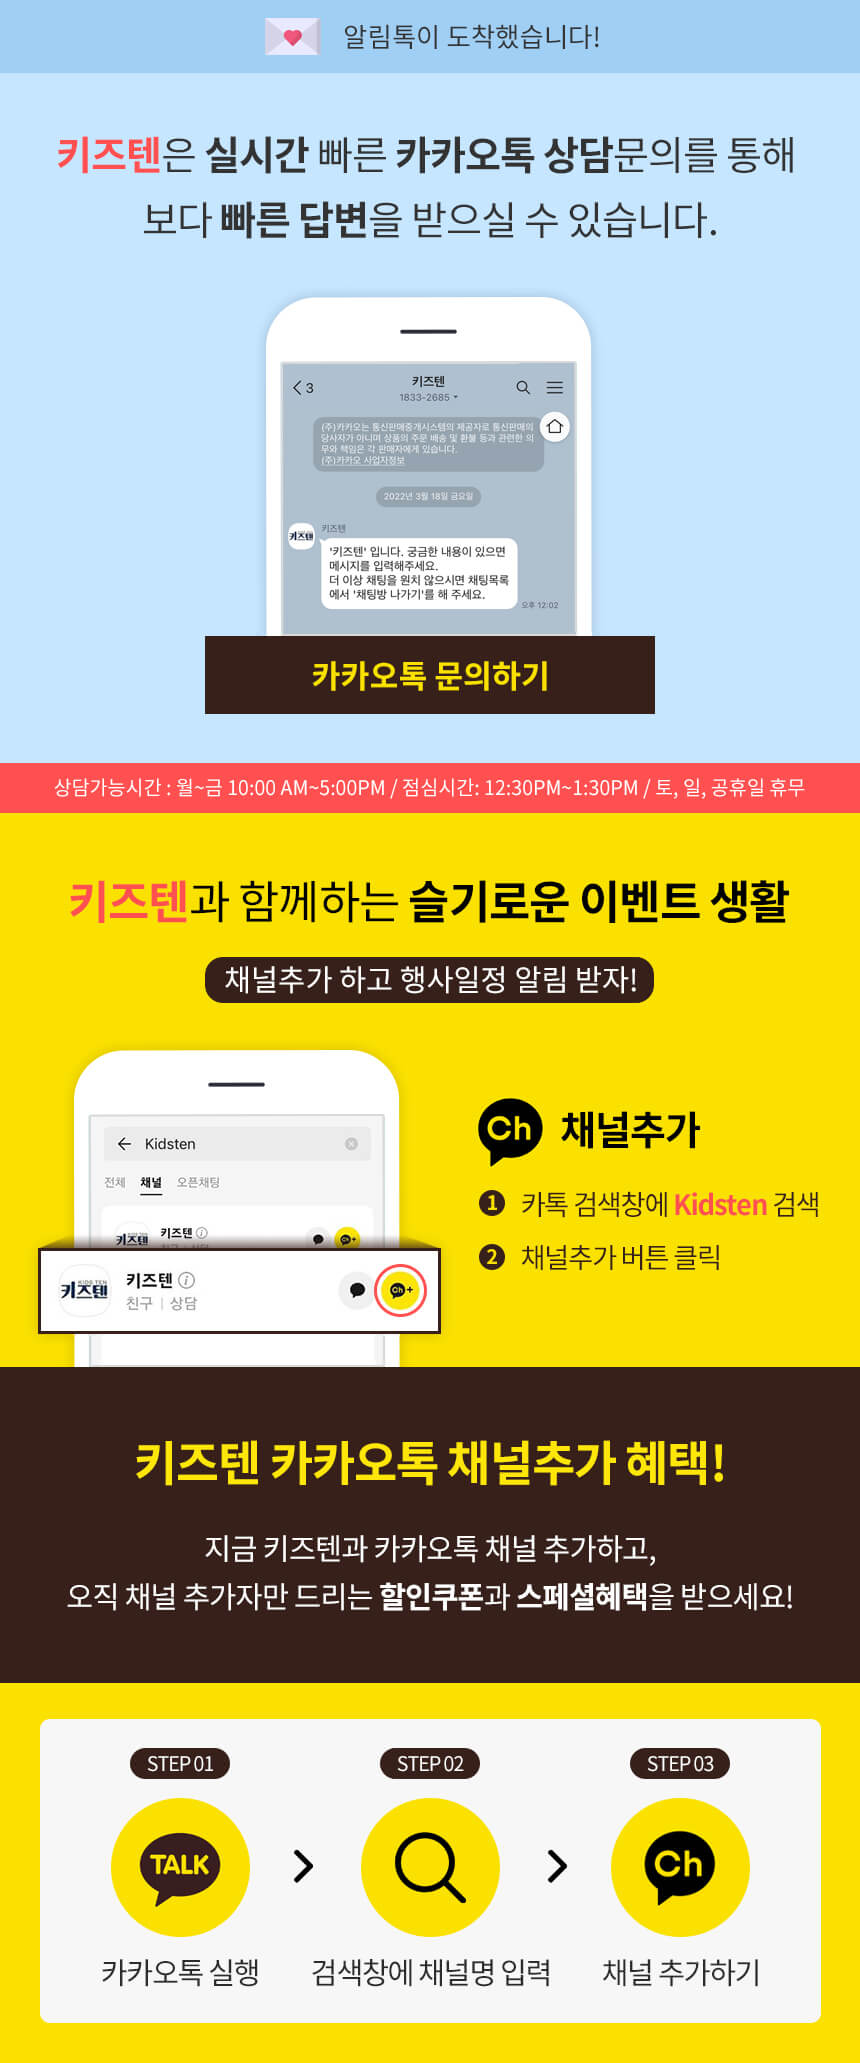 알림톡이 도착했습니다!
키즈텐은 실시간 빠른 카카오톡 상담문의를 통해
보다 빠른 답변을 받으실 수 있습니다.
3
키즈텐
1833-2685
(주)카카오는 통신판매중개시스템의 제공자로 통신판매의
당사자가 아니며 상품의 주문 배송 및 환불 등과 관련한 의
무와 책임은 각 판매자에게 있습니다.
(주)카카오 사업자정보
2022년 3월 18일 금요일
키즈텐
키즈텐
'키즈텐' 입니다. 궁금한 내용이 있으면
메시지를 입력해주세요.
더 이상 채팅을 원치 않으시면 채팅목록
에서 '채팅방 나가기'를 해 주세요.
오후 12:02
카카오톡 문의하기
상담가능시간 : 월~금 10:00 AM~5:00PM / 점심시간: 12:30PM~1:30PM / 토, 일, 공휴일 휴무
키즈텐과 함께하는 슬기로운 이벤트 생활
채널추가 하고 행사일정 알림 받자!
Kidsten
전체 채널 오픈채팅
키즈텐
키즈텐
Ch+
친구 상담
KIDS TEN
키즈텐
키즈텐
친구 | 상담
Ch+
Ch 채널추가
1 카톡 검색창에 Kidsten 검색
2 채널추가 버튼 클릭
키즈텐 카카오톡 채널추가 혜택!
지금 키즈텐과 카카오톡 채널 추가하고,
오직 채널 추가자만 드리는 할인쿠폰과 스페셜혜택을 받으세요!
STEP 01
TALK
카카오톡 실행
STEP 02
검색창에 채널명 입력
STEP 03
Ch
채널 추가하기